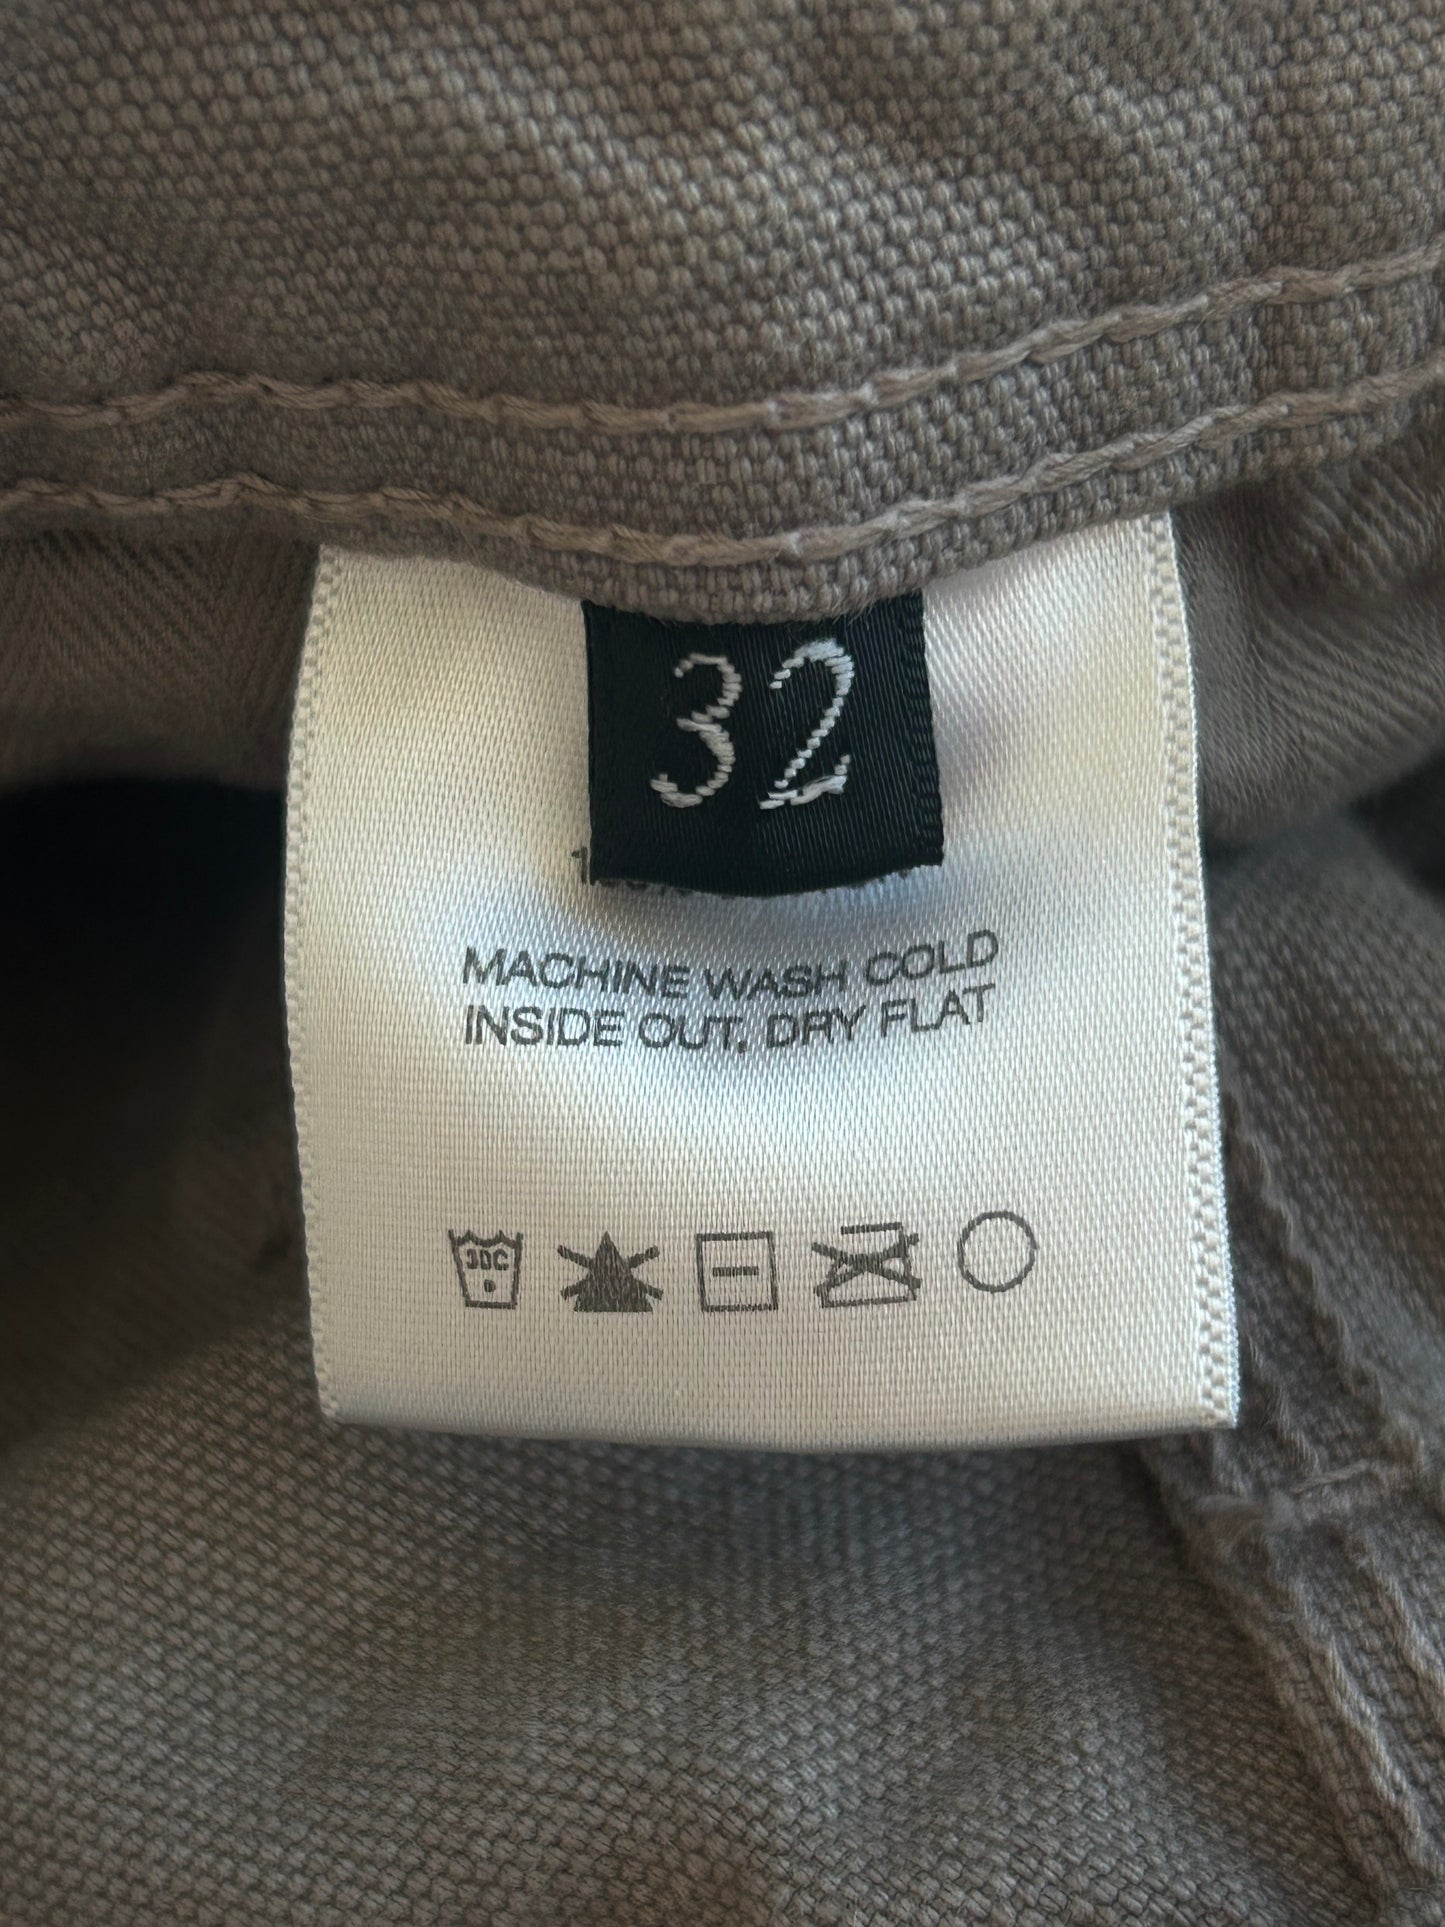 32
MACHINE WASH COLD
INSIDE OUT, DRY FLAT
30C